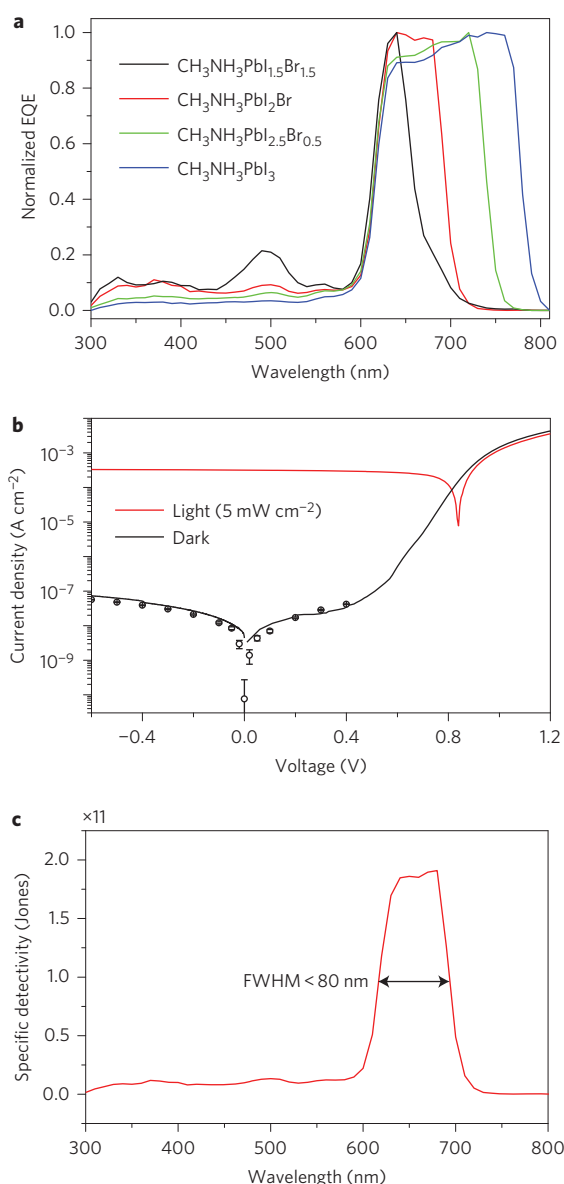 a
1.0
0.8
0.6
0.4
0.2
0.0
Normalized EQE
CH3NH3PbI1.5Br1.5
CH3NH3PbI2Br
CH3NH3PbI2.5Br0.5
CH3NH3PbI3
300 400 500 600 700 800
Wavelength (nm)
b
10−3
10−5
10−7
10−9
Current density (A cm−2)
Light (5 mW cm−2)
Dark
−0.4 0.0 0.4 0.8 1.2
Voltage (V)
c
×11
2.0
1.5
1.0
0.5
0.0
Specific detectivity (Jones)
FWHM < 80 nm
300 400 500 600 700 800
Wavelength (nm)